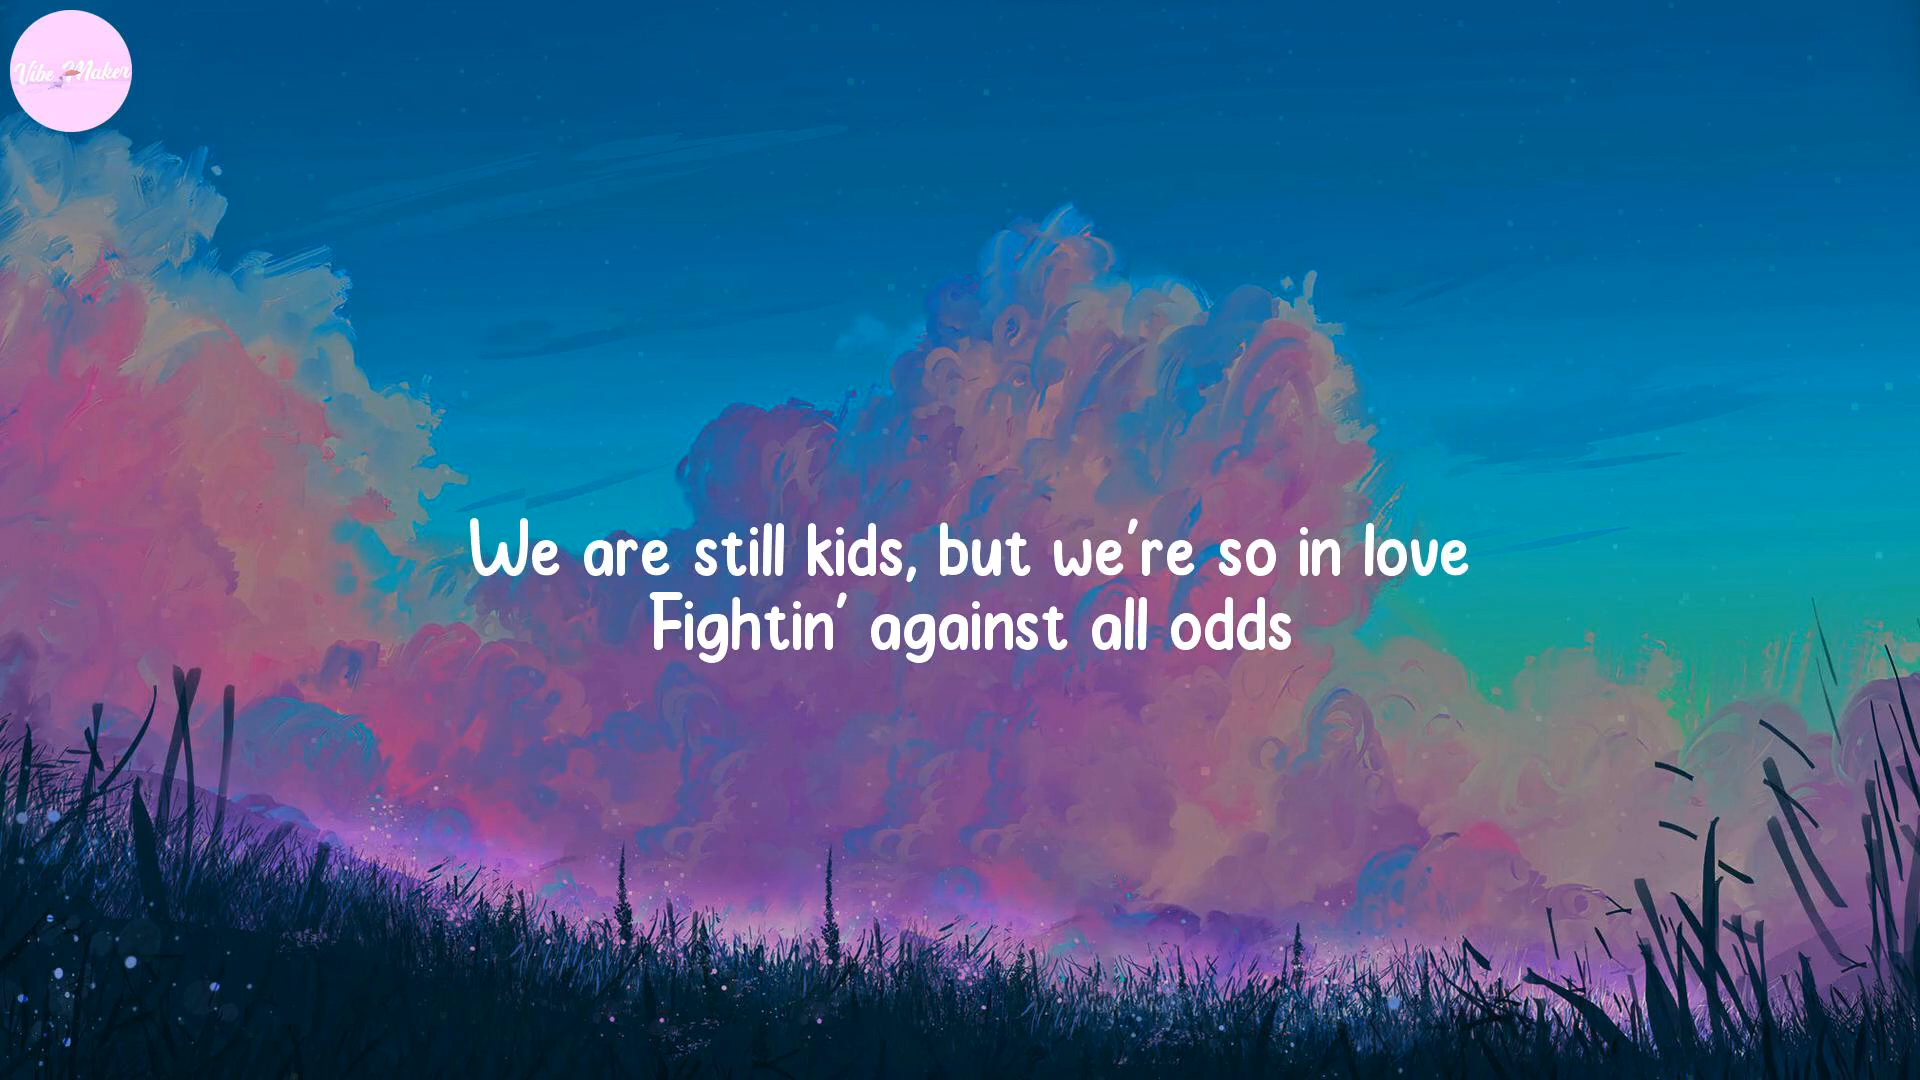 Vibe Maker
We are still kids, but we're so in love
Fightin' against all odds